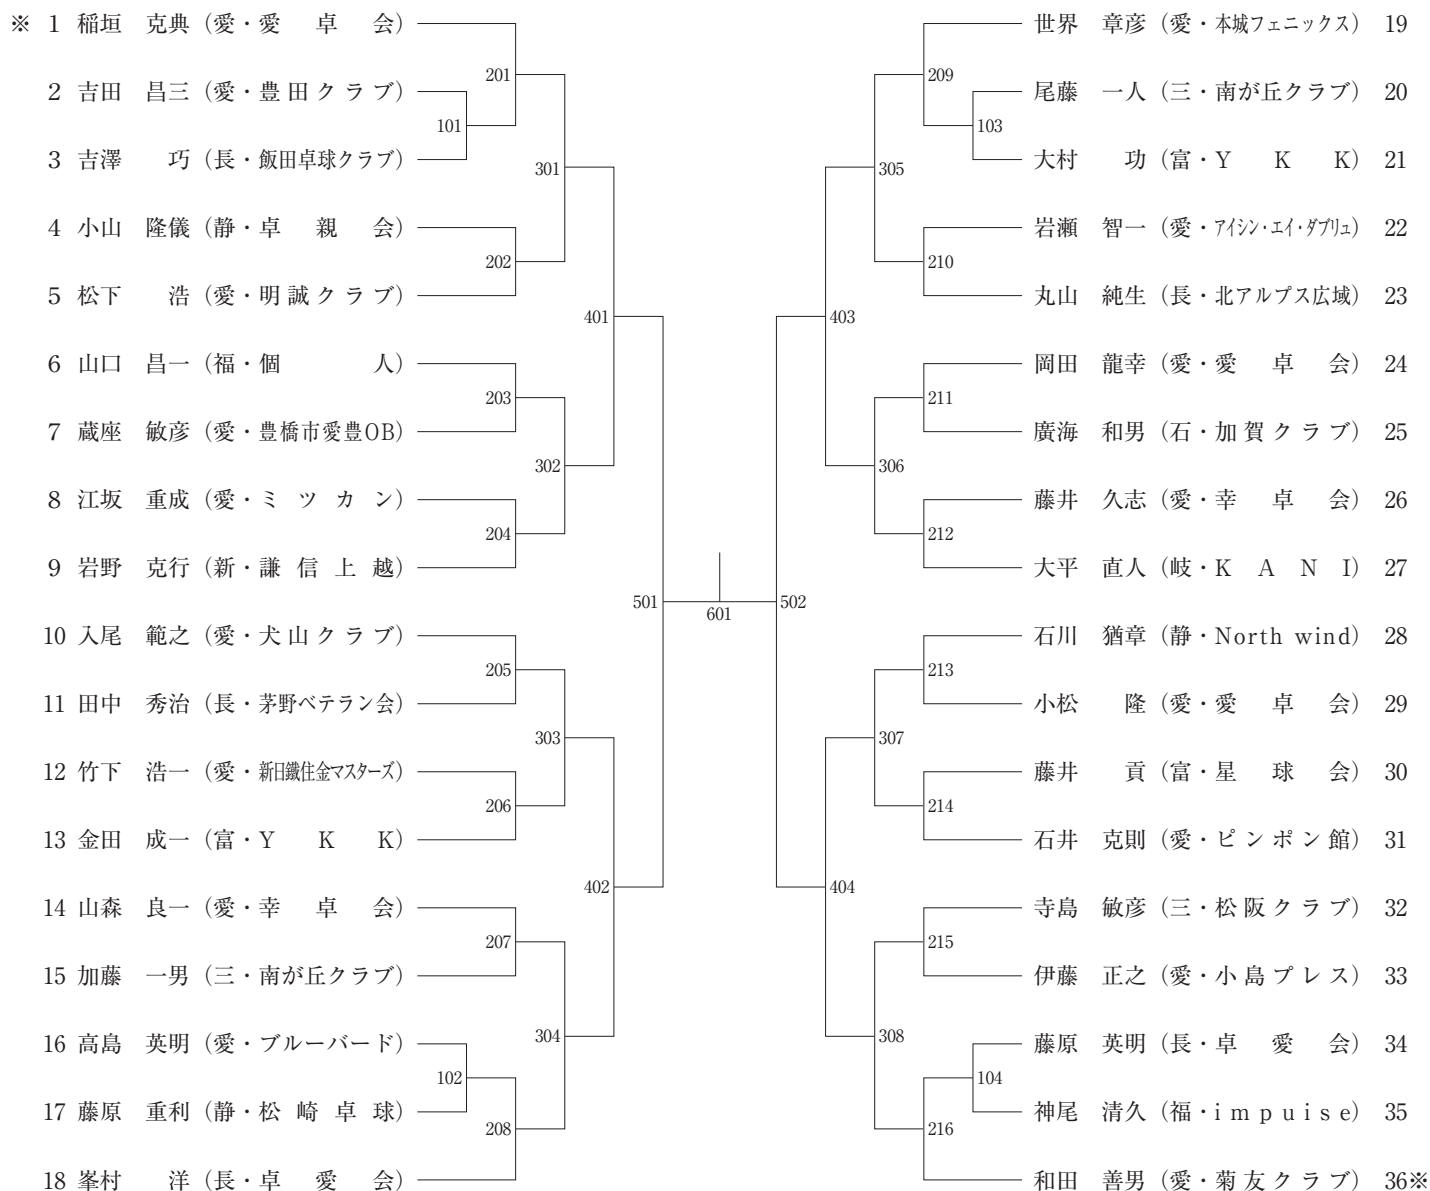 ※ 1 稲垣 克典（愛・愛卓会）
2 吉田 昌三（愛・豊田クラブ）
3 吉澤 巧（長・飯田卓球クラブ）
4 小山 隆儀（静・卓親会）
5 松下 浩（愛・明誠クラブ）
6 山口 昌一（福・個人）
7 蔵座 敏彦（愛・豊橋市愛豊OB）
8 江坂 重成（愛・ミツカン）
9 岩野 克行（新・謙信上越）
10 入尾 範之（愛・犬山クラブ）
11 田中 秀治（長・茅野ベテラン会）
12 竹下 浩一（愛・新日鐵住金マスターズ）
13 金田 成一（富・YKK）
14 山森 良一（愛・幸卓会）
15 加藤 一男（三・南が丘クラブ）
16 高島 英明（愛・ブルーバード）
17 藤原 重利（静・松崎卓球）
18 峯村 洋（長・卓愛会）
101
102
201
202
203
204
205
206
207
208
301
302
303
304
401
402
501
601
502
403
404
305
306
307
308
209
210
211
212
213
214
215
216
103
104
世界 章彦（愛・本城フェニックス） 19
尾藤 一人（三・南が丘クラブ） 20
大村 功（富・YKK） 21
岩瀬 智一（愛・アイシン・エイ・ダブリュ） 22
丸山 純生（長・北アルプス広域） 23
岡田 龍幸（愛・愛卓会） 24
廣海 和男（石・加賀クラブ） 25
藤井 久志（愛・幸卓会） 26
大平 直人（岐・KANI） 27
石川 猶章（静・North wind） 28
小松 隆（愛・愛卓会） 29
藤井 貢（富・星球会） 30
石井 克則（愛・ピンポン館） 31
寺島 敏彦（三・松阪クラブ） 32
伊藤 正之（愛・小島プレス） 33
藤原 英明（長・卓愛会） 34
神尾 清久（福・impuise） 35
和田 善男（愛・菊友クラブ） 36※